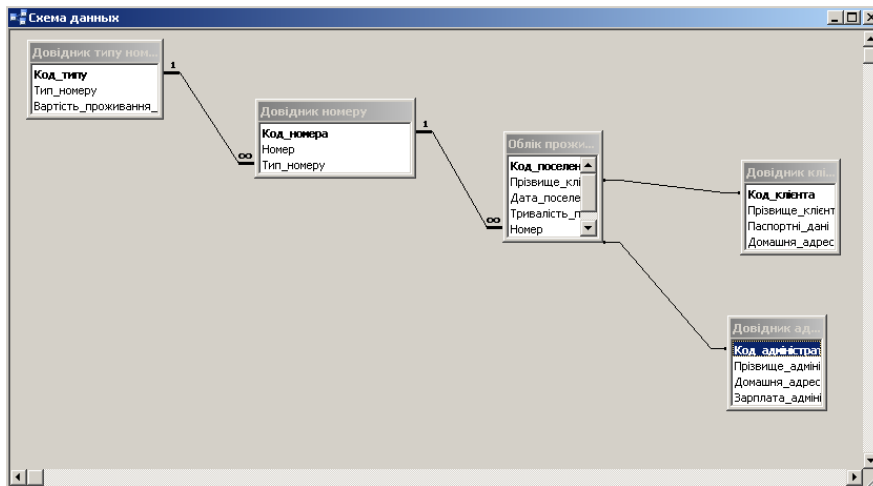 Схема данных
Довідник типу ном...
Код_типу
Тип_номеру
Вартість_проживання_
1
∞
Довідник номеру
Код_номера
Номер
Тип_номеру
1
∞
Облік прожи...
Код_поселен
Прізвище_клі
Дата_поселе
Тривалість_п
Номер
Довідник клі...
Код_клієнта
Прізвище_клієнт
Паспортні_дані
Домашня_адрес
Довідник ад...
Код_адміністрат
Прізвище_адміні
Домашня_адрес
Зарплата_адміні